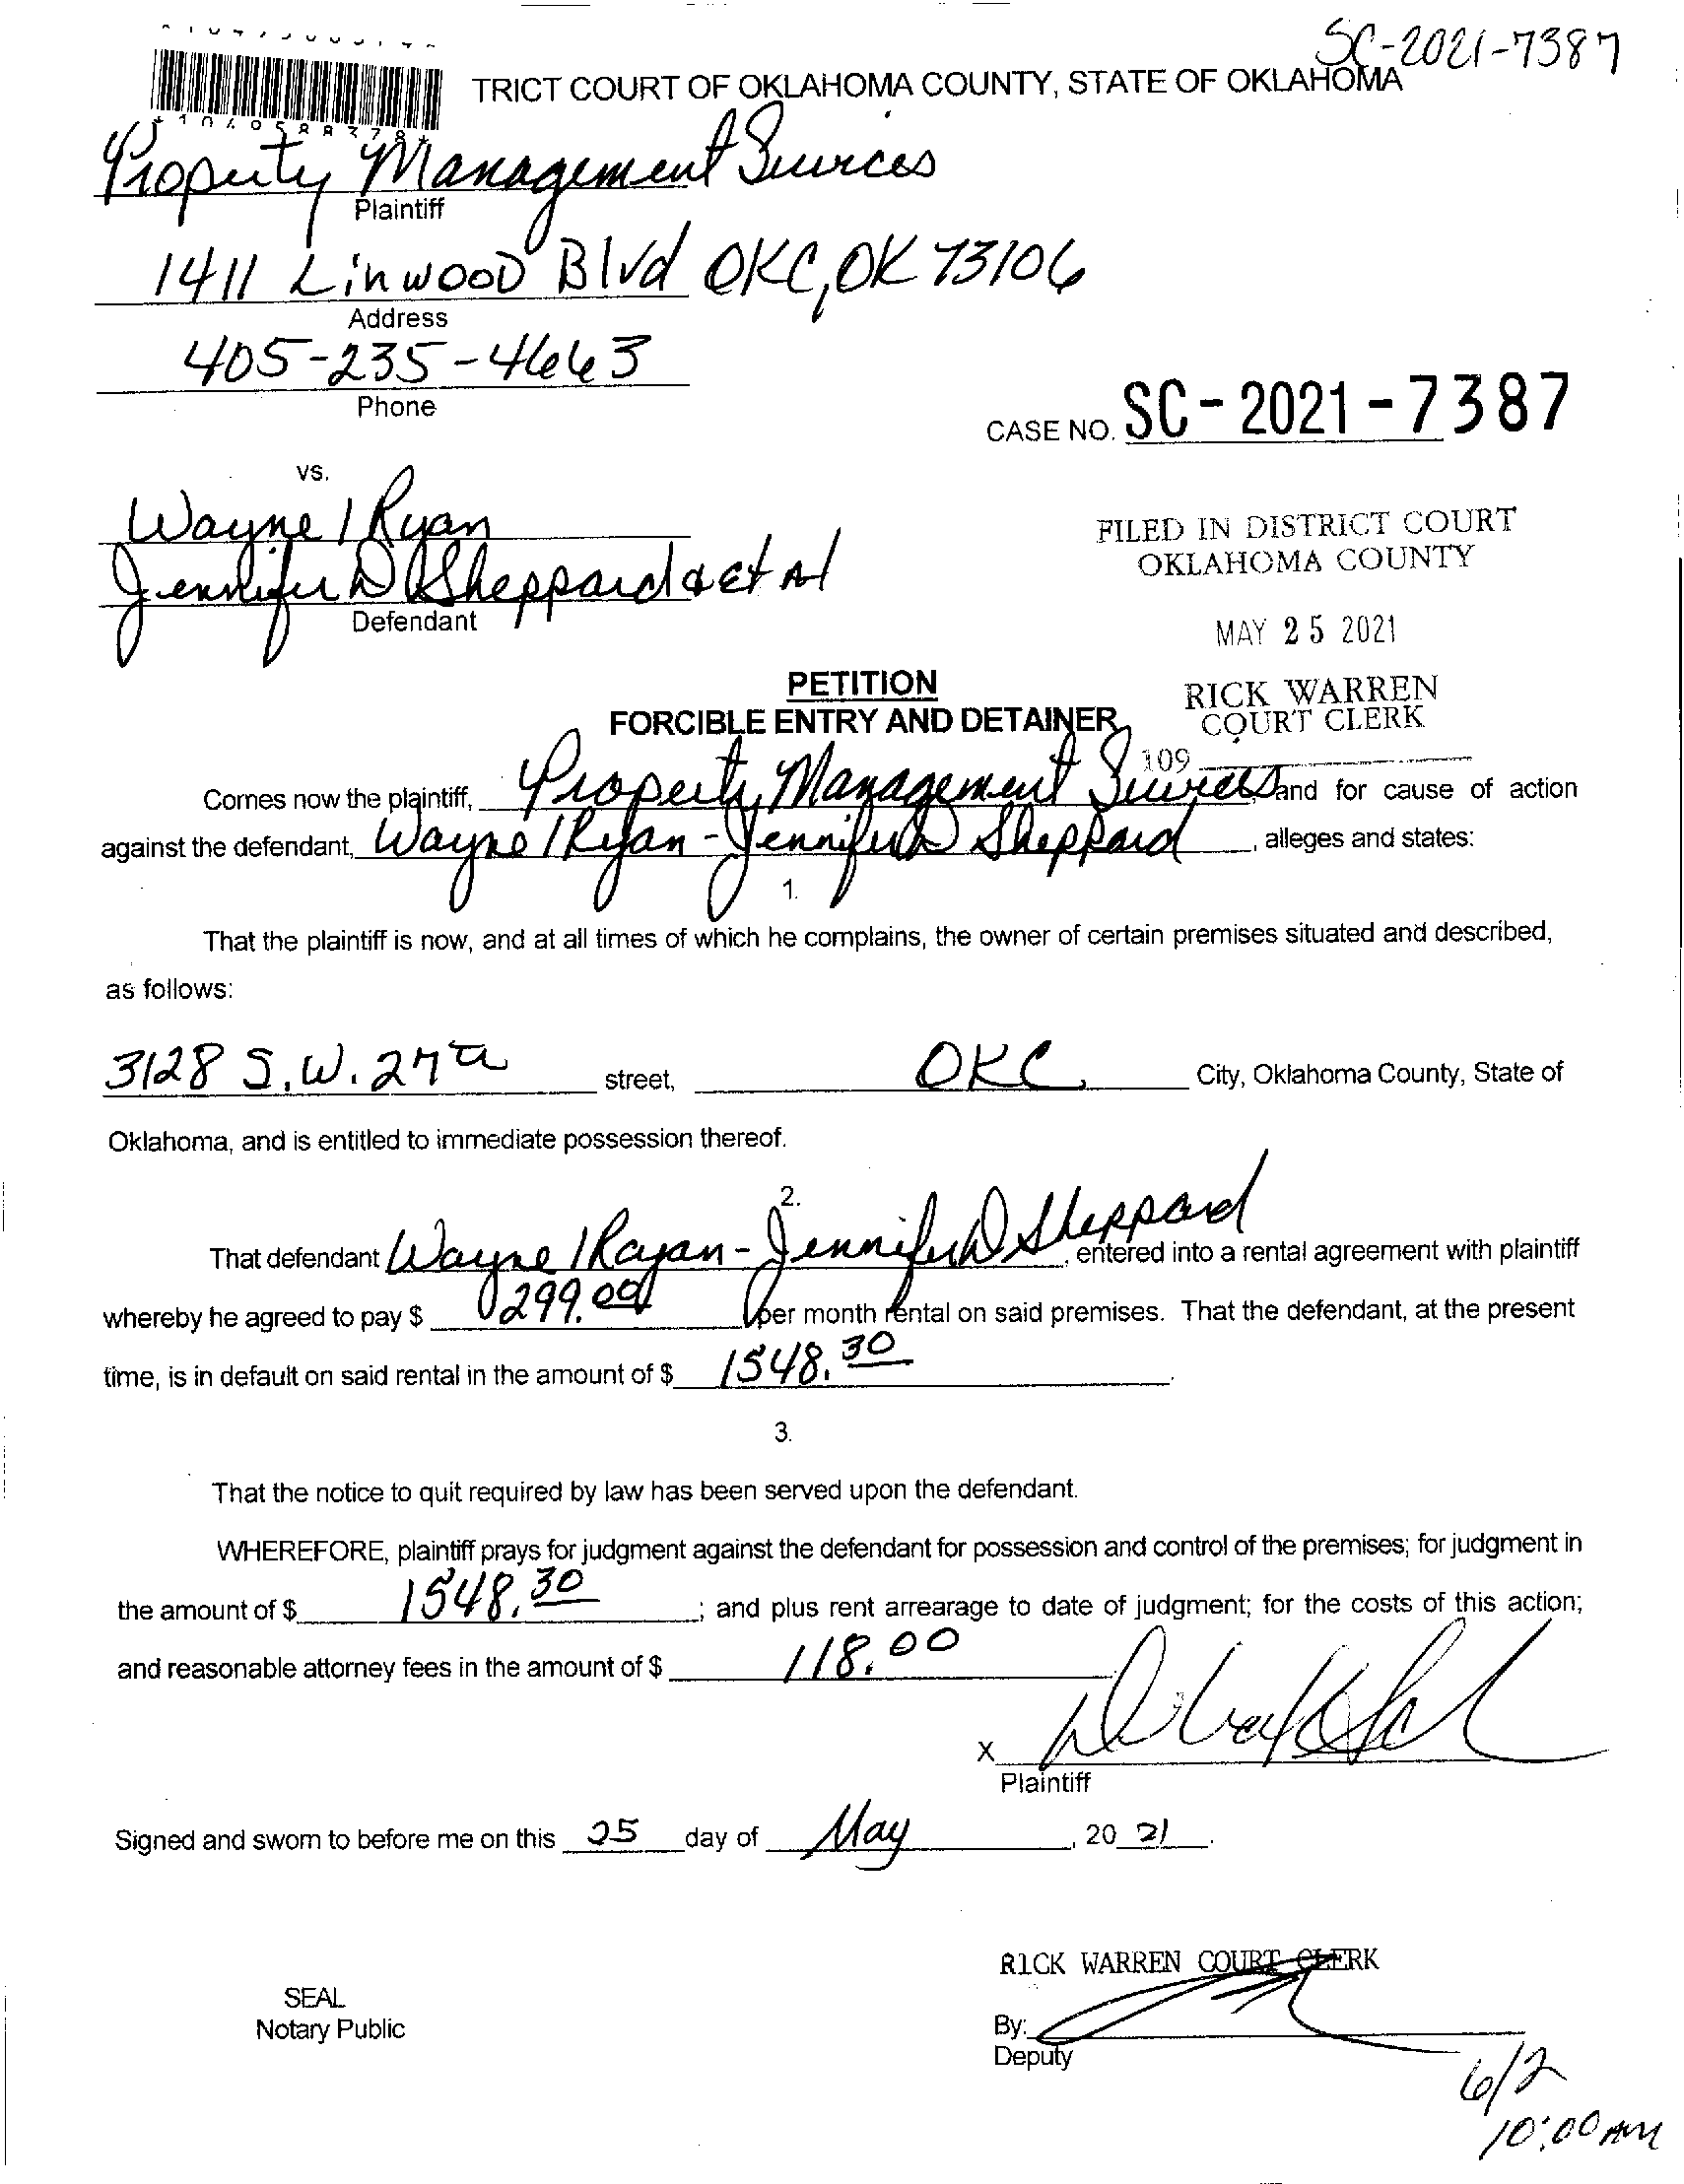 SC-2021-7387
TRICT COURT OF OKLAHOMA COUNTY, STATE OF OKLAHOMA
Property Management Services
Plaintiff
1411 Linwood Blvd OKC, OK 73106
Address
405-235-4663
Phone
CASE NO. SC-2021-7387
vs.
Wayne I Ryan
Jennifer D Sheppard & et Al
Defendant
FILED IN DISTRICT COURT
OKLAHOMA COUNTY
MAY 25 2021
RICK WARREN
COURT CLERK
109
PETITION
FORCIBLE ENTRY AND DETAINER
Comes now the plaintiff, Property Management Services and for cause of action
against the defendant, Wayne I Ryan - Jennifer D Sheppard, alleges and states:
1.
That the plaintiff is now, and at all times of which he complains, the owner of certain premises situated and described,
as follows:
3128 S.W. 27th street, OKC City, Oklahoma County, State of
Oklahoma, and is entitled to immediate possession thereof.
2.
That defendant Wayne I Rayan - Jennifer D Sheppard, entered into a rental agreement with plaintiff
whereby he agreed to pay $ 299.00 per month rental on said premises. That the defendant, at the present
time, is in default on said rental in the amount of $ 1548.30.
3.
That the notice to quit required by law has been served upon the defendant.
WHEREFORE, plaintiff prays for judgment against the defendant for possession and control of the premises; for judgment in
the amount of $ 1548.30; and plus rent arrearage to date of judgment; for the costs of this action;
and reasonable attorney fees in the amount of $ 118.00
X
Plaintiff
Signed and sworn to before me on this 25 day of May, 20 21.
RICK WARREN COURT CLERK
SEAL
Notary Public
By:
Deputy
6/2
10:00 AM